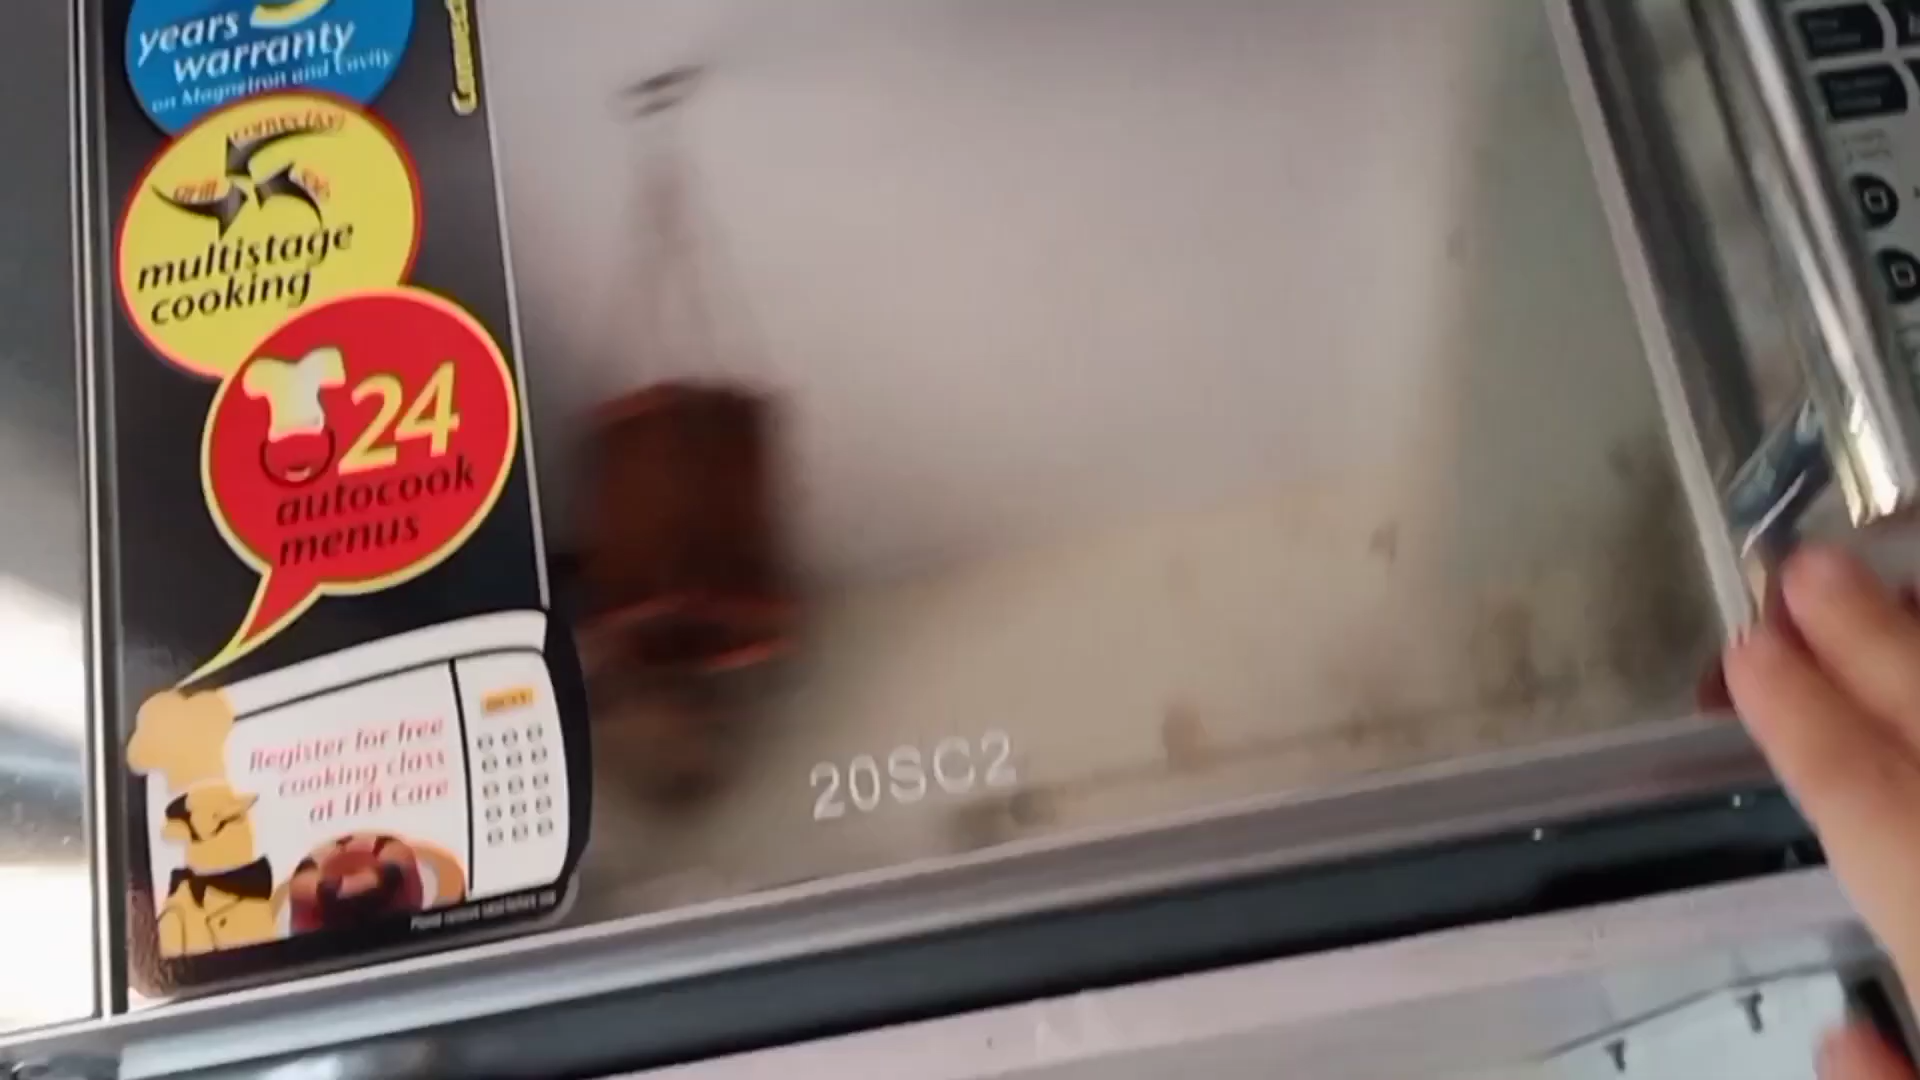 years
warranty
on Magnetron and Cavity
multistage
cooking
24
autocook
menus
Register for free
cooking class
at IFB Care
20SC2